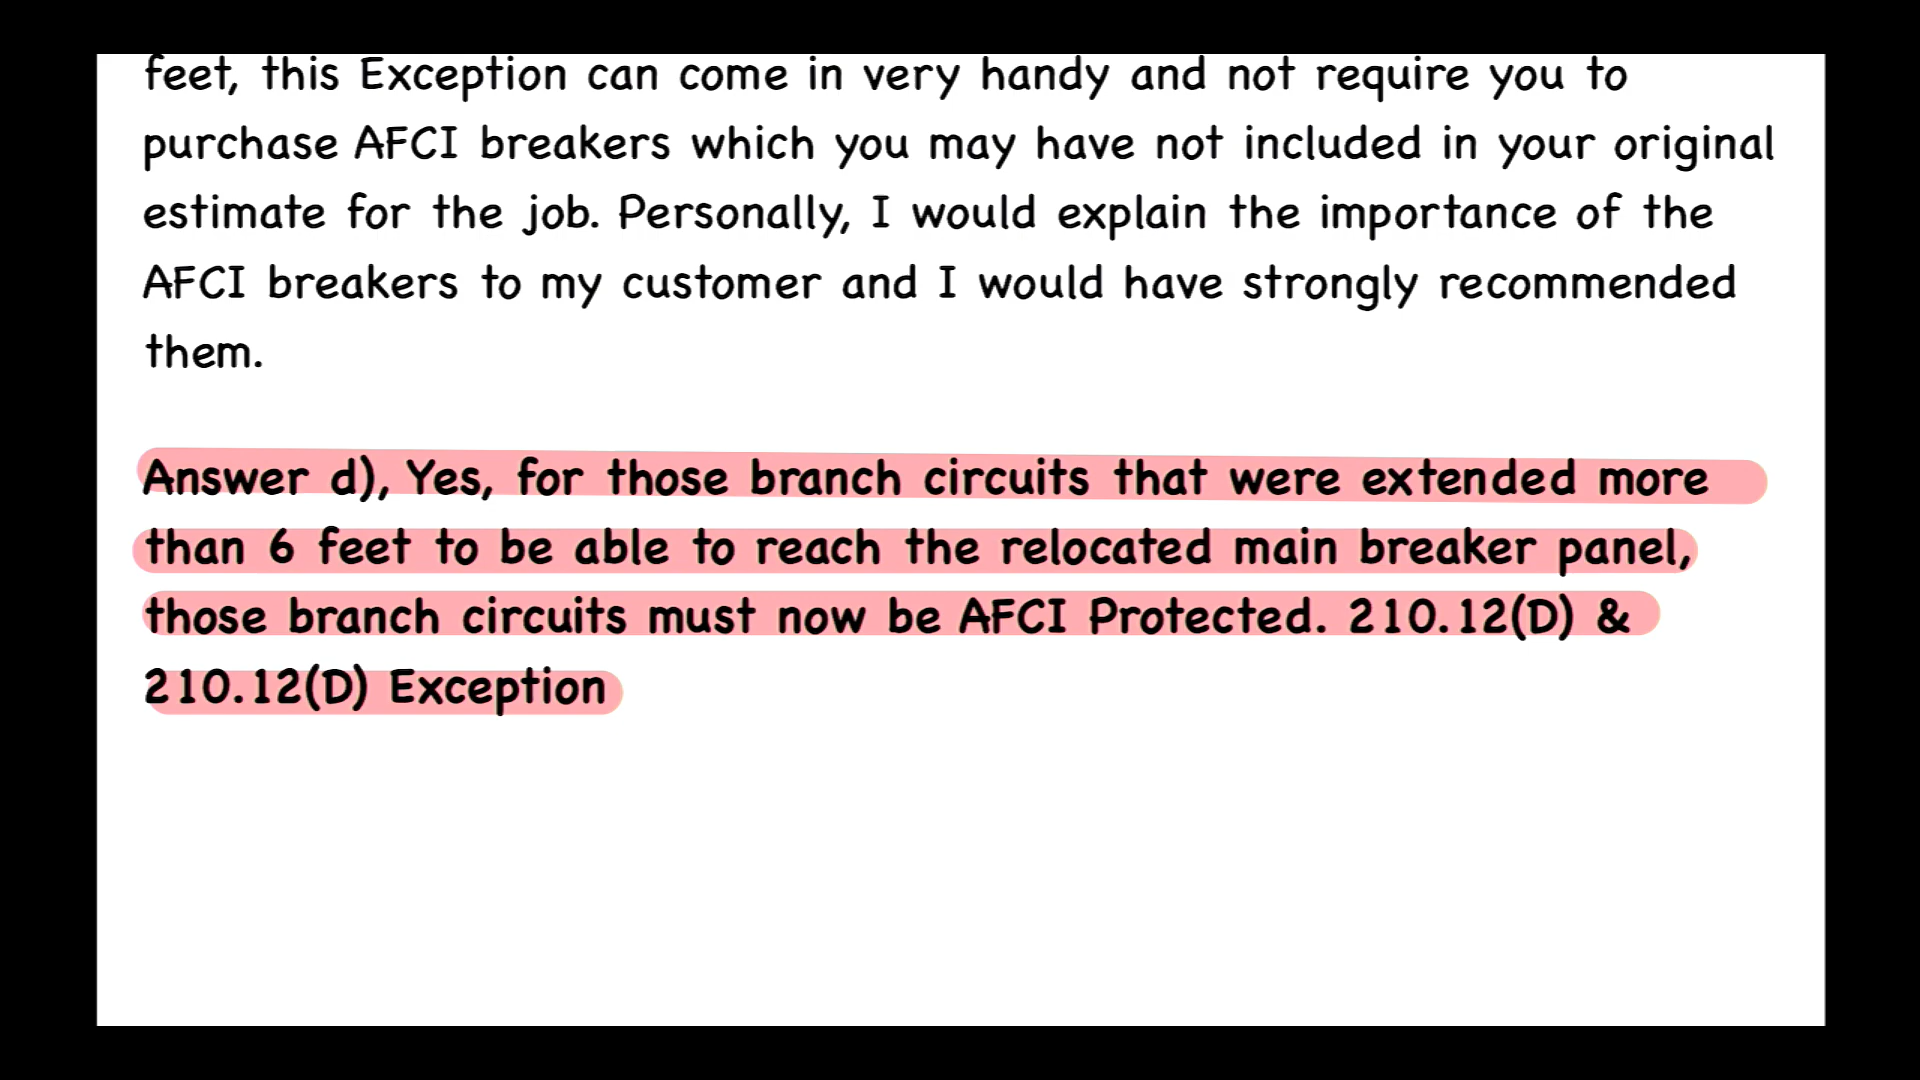 feet, this Exception can come in very handy and not require you to
purchase AFCI breakers which you may have not included in your original
estimate for the job. Personally, I would explain the importance of the
AFCI breakers to my customer and I would have strongly recommended
them.
Answer d), Yes, for those branch circuits that were extended more
than 6 feet to be able to reach the relocated main breaker panel,
those branch circuits must now be AFCI Protected. 210.12(D) &
210.12(D) Exception